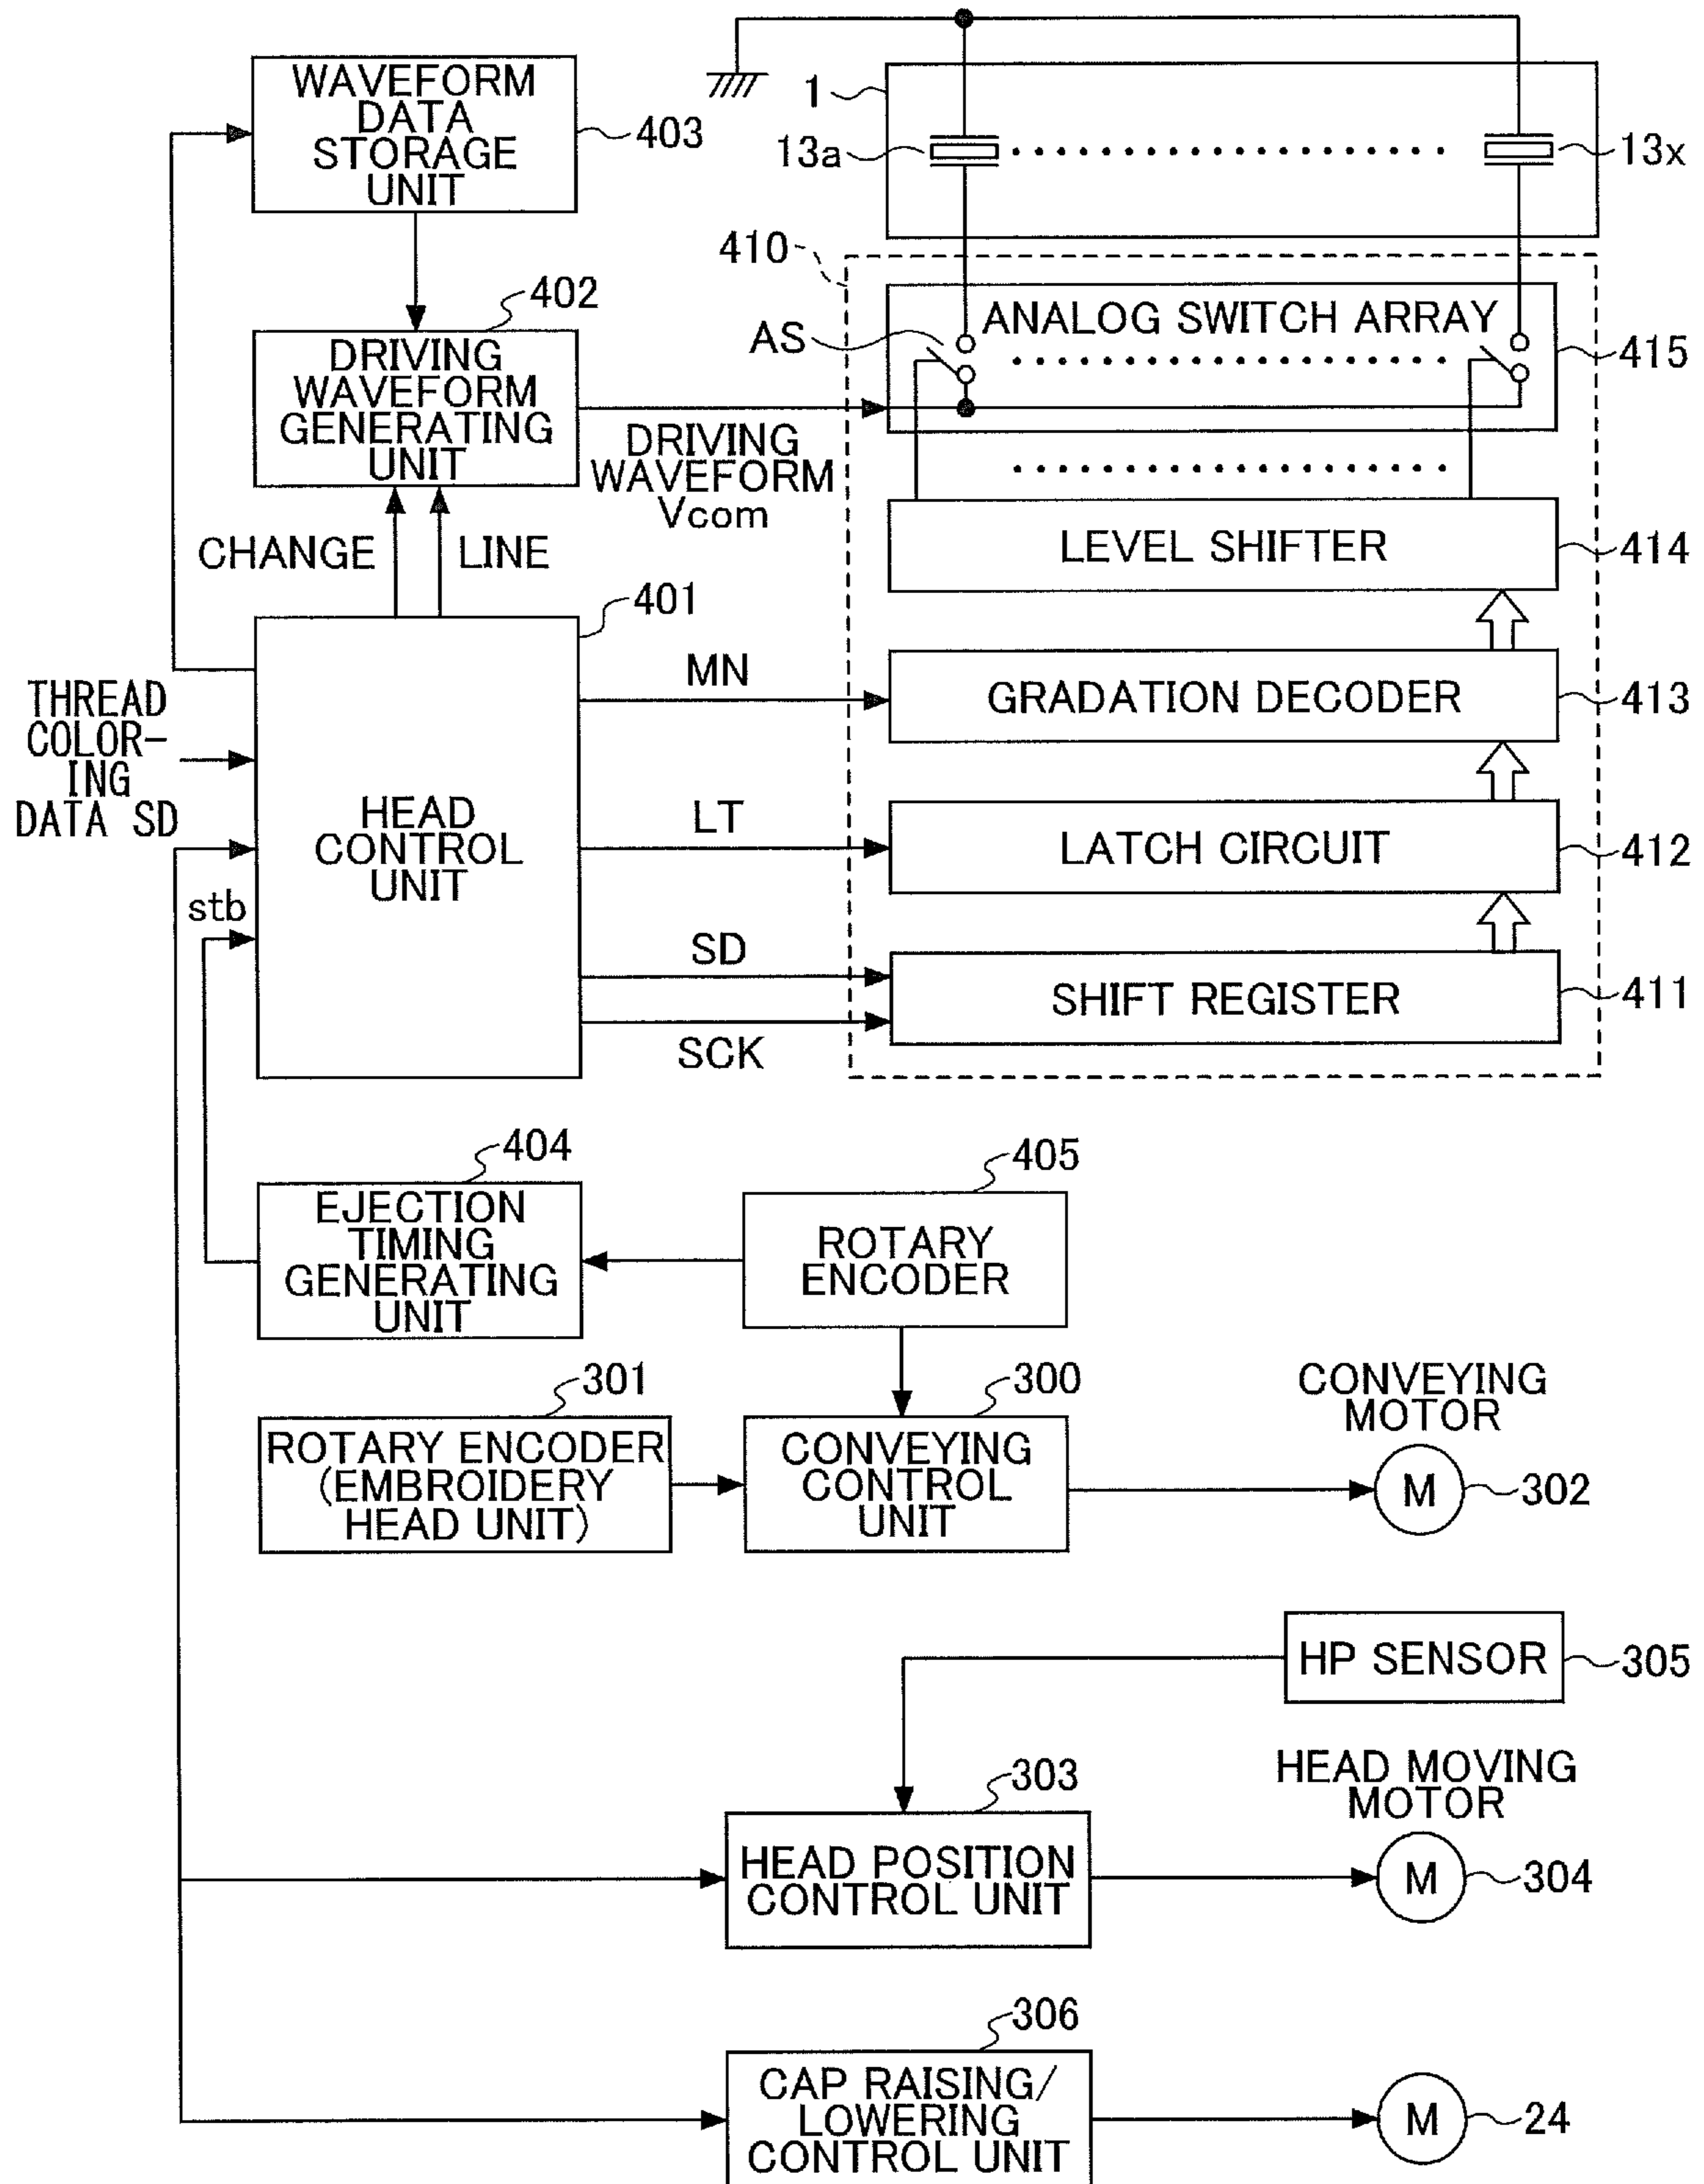 WAVEFORM
DATA
STORAGE
UNIT
403
1
13a
13x
410
402
DRIVING
WAVEFORM
GENERATING
UNIT
AS
ANALOG SWITCH ARRAY
415
DRIVING
WAVEFORM
Vcom
CHANGE
LINE
LEVEL SHIFTER
414
401
MN
GRADATION DECODER
413
THREAD
COLOR-
ING
DATA SD
HEAD
CONTROL
UNIT
LT
LATCH CIRCUIT
412
stb
SD
SHIFT REGISTER
411
SCK
404
EJECTION
TIMING
GENERATING
UNIT
405
ROTARY
ENCODER
301
ROTARY ENCODER
(EMBROIDERY
HEAD UNIT)
300
CONVEYING
CONTROL
UNIT
CONVEYING
MOTOR
M
302
HP SENSOR
305
303
HEAD POSITION
CONTROL UNIT
HEAD MOVING
MOTOR
M
304
306
CAP RAISING/
LOWERING
CONTROL UNIT
M
24